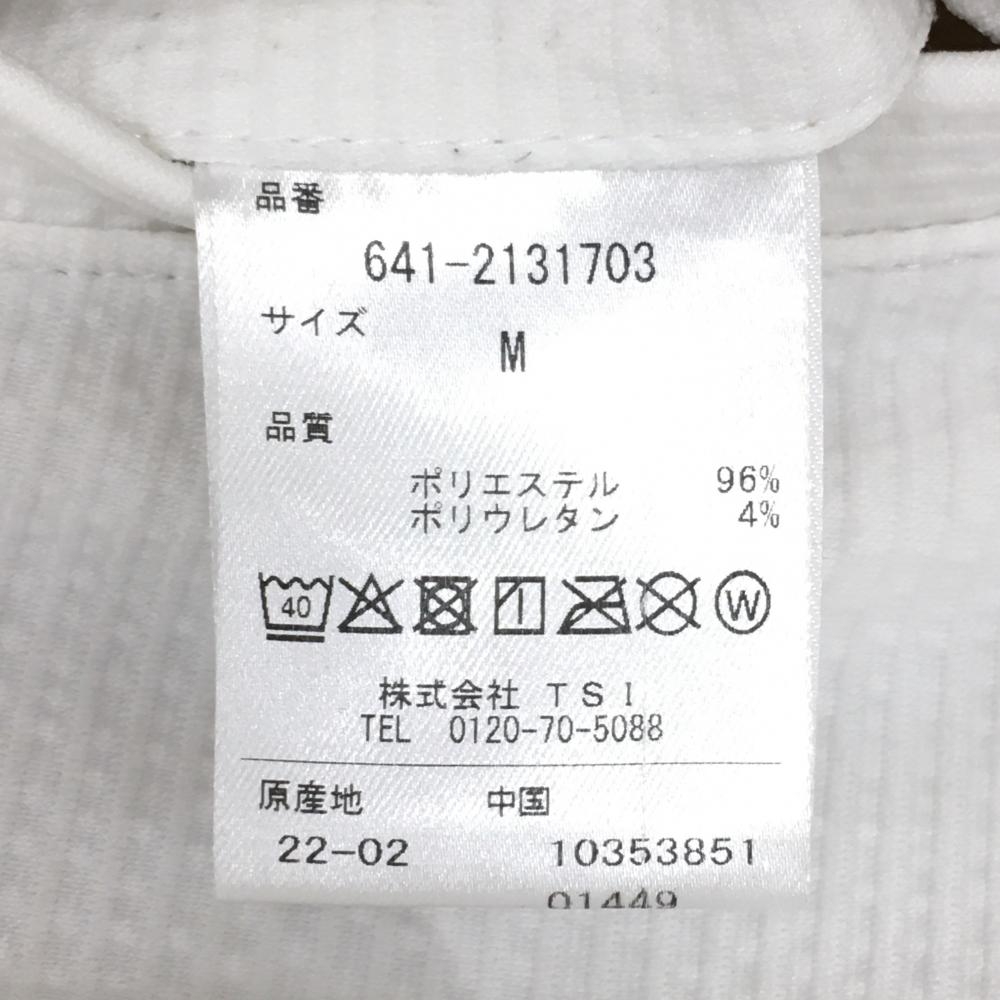 品番
641-2131703
サイズ
M
品質
ポリエステル 96%
ポリウレタン 4%
40 W
株式会社 TSI
TEL 0120-70-5088
原産地 中国
22-02 10353851
01449